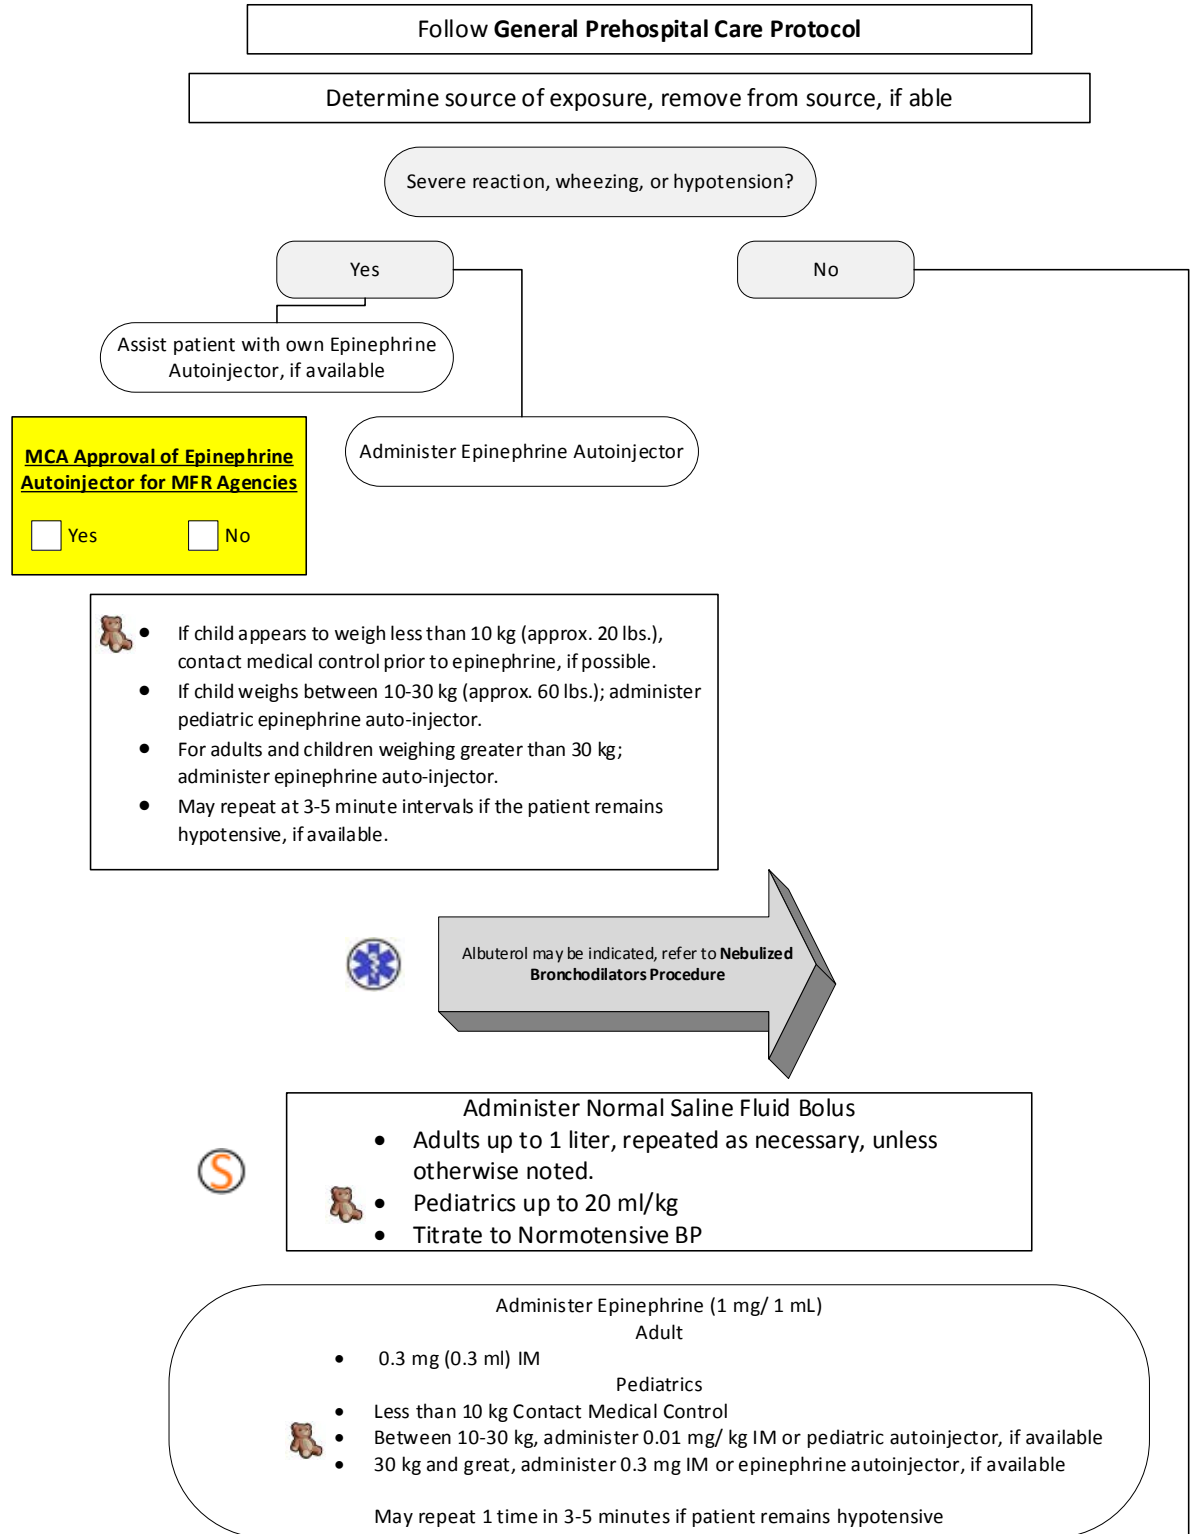 Follow General Prehospital Care Protocol
Determine source of exposure, remove from source, if able
Severe reaction, wheezing, or hypotension?
Yes
No
Assist patient with own Epinephrine
Autoinjector, if available
Administer Epinephrine Autoinjector
MCA Approval of Epinephrine
Autoinjector for MFR Agencies
Yes No
• If child appears to weigh less than 10 kg (approx. 20 lbs.),
contact medical control prior to epinephrine, if possible.
• If child weighs between 10-30 kg (approx. 60 lbs.); administer
pediatric epinephrine auto-injector.
• For adults and children weighing greater than 30 kg;
administer epinephrine auto-injector.
• May repeat at 3-5 minute intervals if the patient remains
hypotensive, if available.
Albuterol may be indicated, refer to Nebulized
Bronchodilators Procedure
S
Administer Normal Saline Fluid Bolus
• Adults up to 1 liter, repeated as necessary, unless
otherwise noted.
• Pediatrics up to 20 ml/kg
• Titrate to Normotensive BP
Administer Epinephrine (1 mg/ 1 mL)
Adult
• 0.3 mg (0.3 ml) IM
Pediatrics
• Less than 10 kg Contact Medical Control
• Between 10-30 kg, administer 0.01 mg/ kg IM or pediatric autoinjector, if available
• 30 kg and great, administer 0.3 mg IM or epinephrine autoinjector, if available
May repeat 1 time in 3-5 minutes if patient remains hypotensive